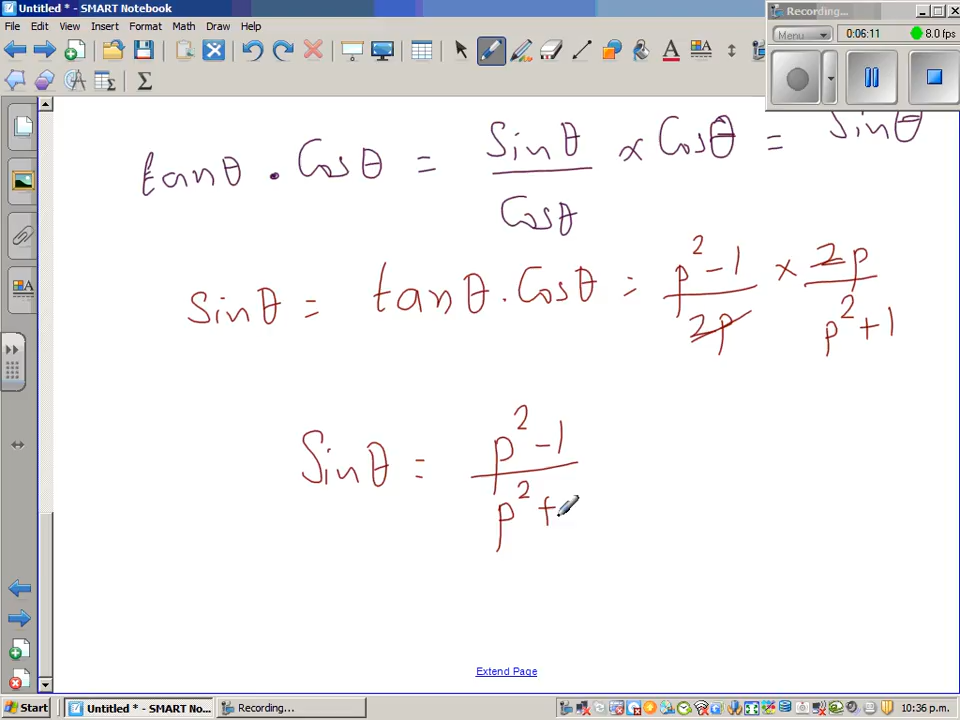 Untitled * - SMART Notebook
Recording...
File Edit View Insert Format Math Draw Help
Menu 0:06:11 8.0 fps
tanθ . Cosθ = Sinθ/Cosθ × Cosθ = Sinθ
Sinθ = tanθ . Cosθ = p²-1/2p × 2p/p²+1
Sinθ = p²-1/p²+
Extend Page
Start Untitled * - SMART No... Recording... 10:36 p.m.